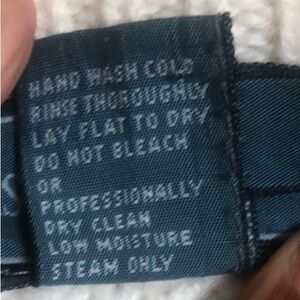 HAND WASH COLD
RINSE THOROUGHLY
LAY FLAT TO DRY
DO NOT BLEACH
OR
PROFESSIONALLY
DRY CLEAN
LOW MOISTURE
STEAM ONLY